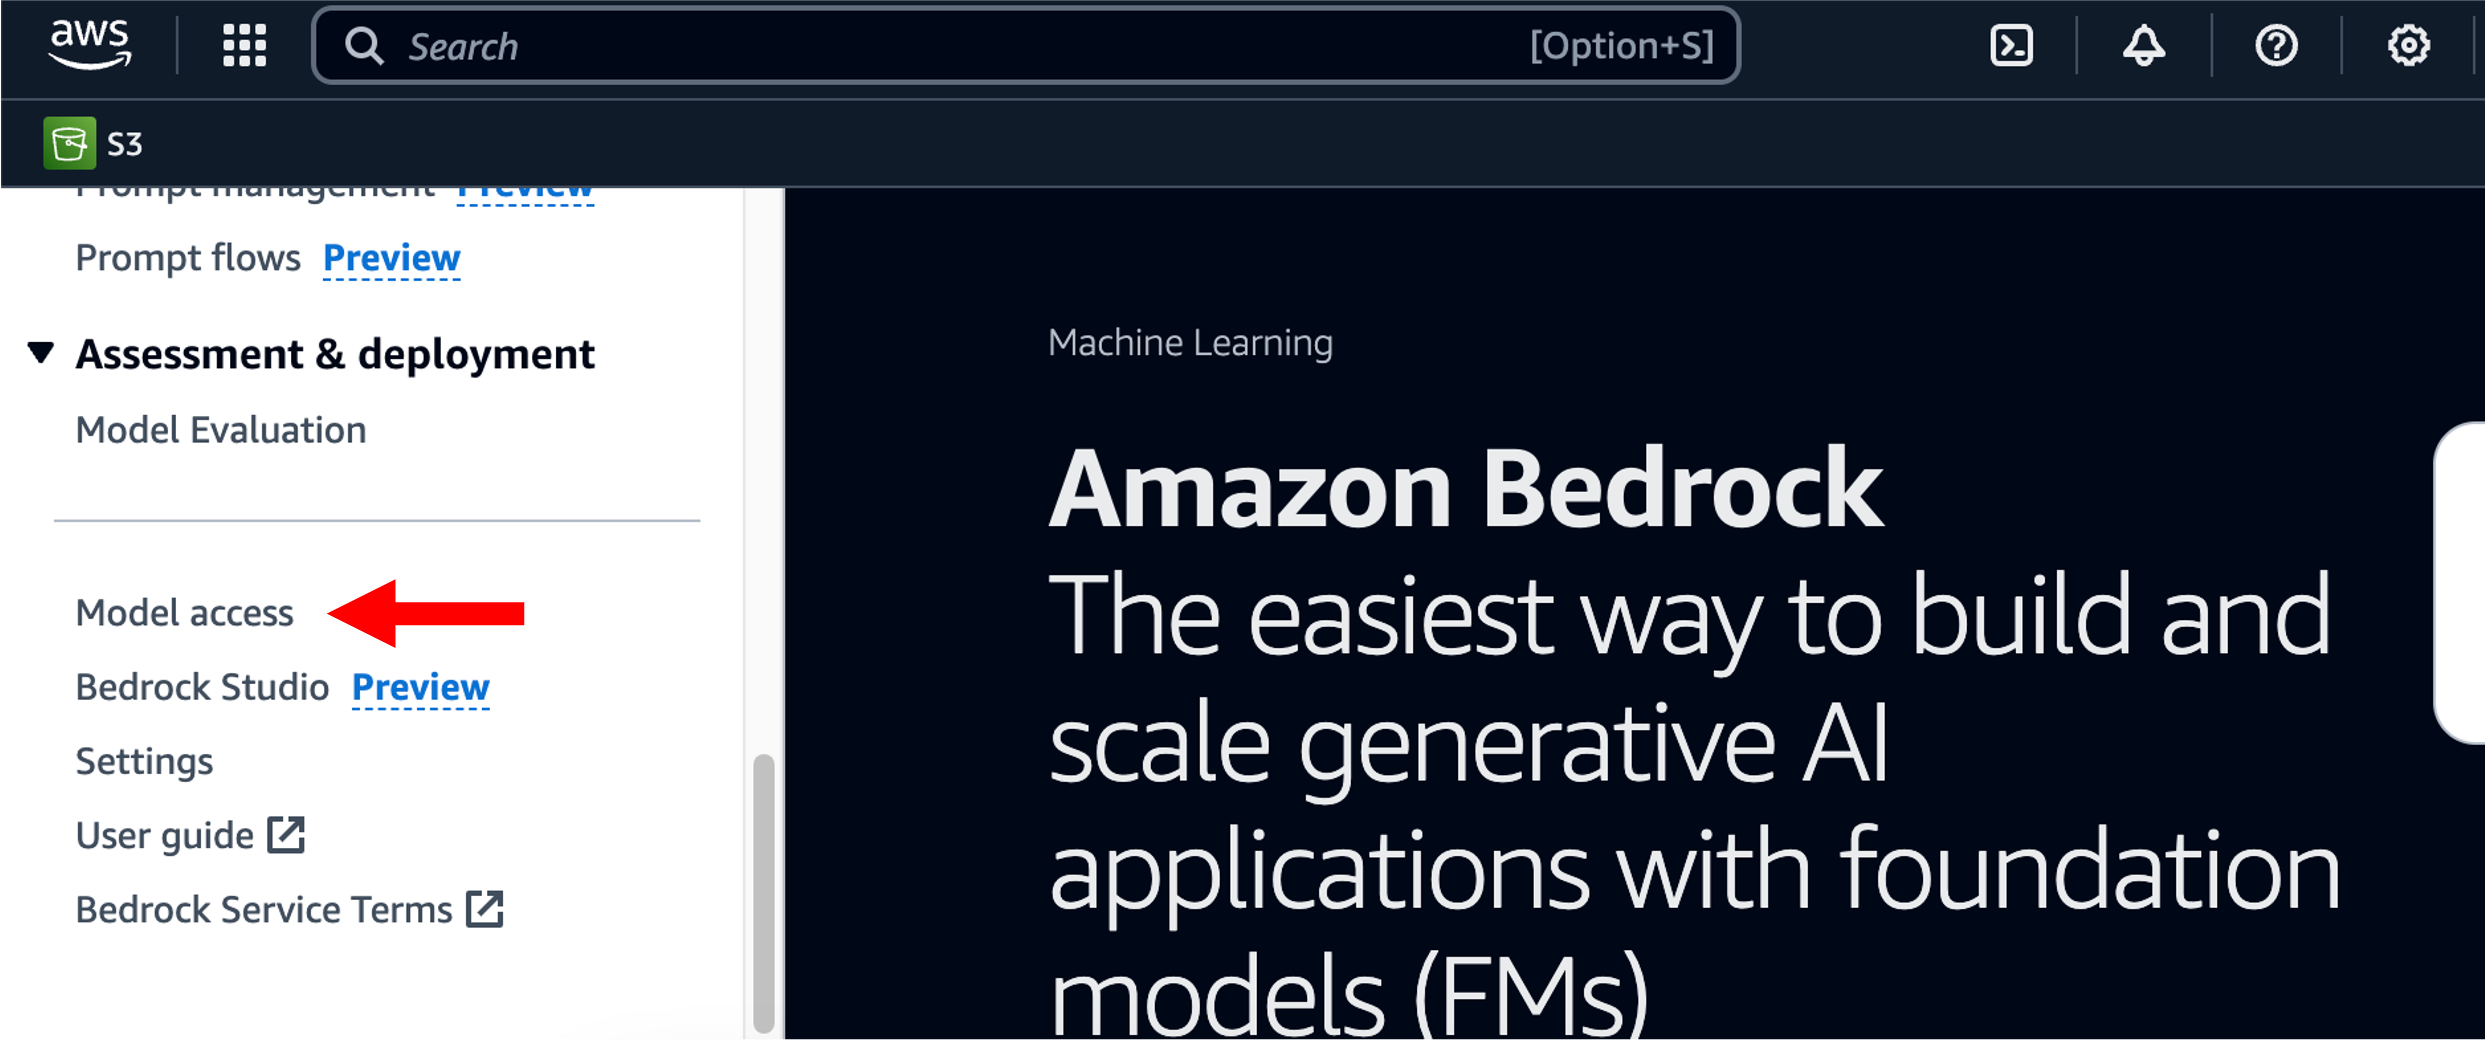 aws
Search [Option+S]
S3
Prompt management Preview
Prompt flows Preview
Assessment & deployment
Model Evaluation
Model access
Bedrock Studio Preview
Settings
User guide
Bedrock Service Terms
Machine Learning
Amazon Bedrock
The easiest way to build and
scale generative AI
applications with foundation
models (FMs)